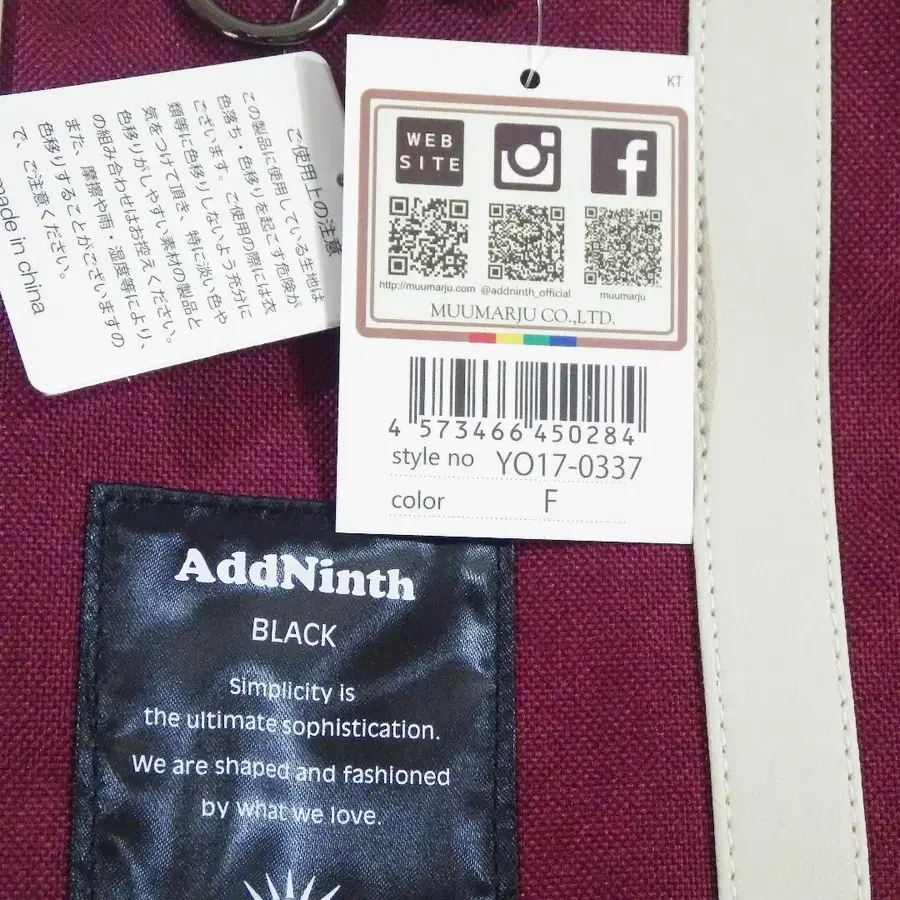 ご使用上の注意
この製品に使用している生地は
色落ち・色移りを起こす危険が
ございます。ご使用の際には衣
類等に色移りしないよう充分に
気をつけて頂き、特に淡い色や
色移りがしやすい素材の製品と
の組み合わせはお控えください。
また、摩擦や雨・湿度等により、
色移りすることがございますの
で、ご注意ください。
made in china
KT
WEB
SITE
http://muumarju.com @addninth_official muumarju
MUUMARJU CO.,LTD.
4 573466 450284
style no YO17-0337
color F
AddNinth
BLACK
Simplicity is
the ultimate sophistication.
We are shaped and fashioned
by what we love.